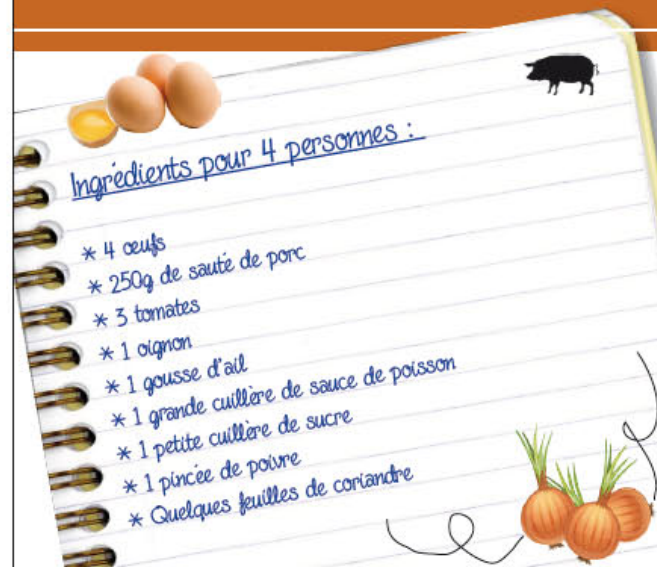 Ingrédients pour 4 personnes :
* 4 œufs
* 250g de sauté de porc
* 3 tomates
* 1 oignon
* 1 gousse d'ail
* 1 grande cuillère de sauce de poisson
* 1 petite cuillère de sucre
* 1 pincée de poivre
* Quelques feuilles de coriandre